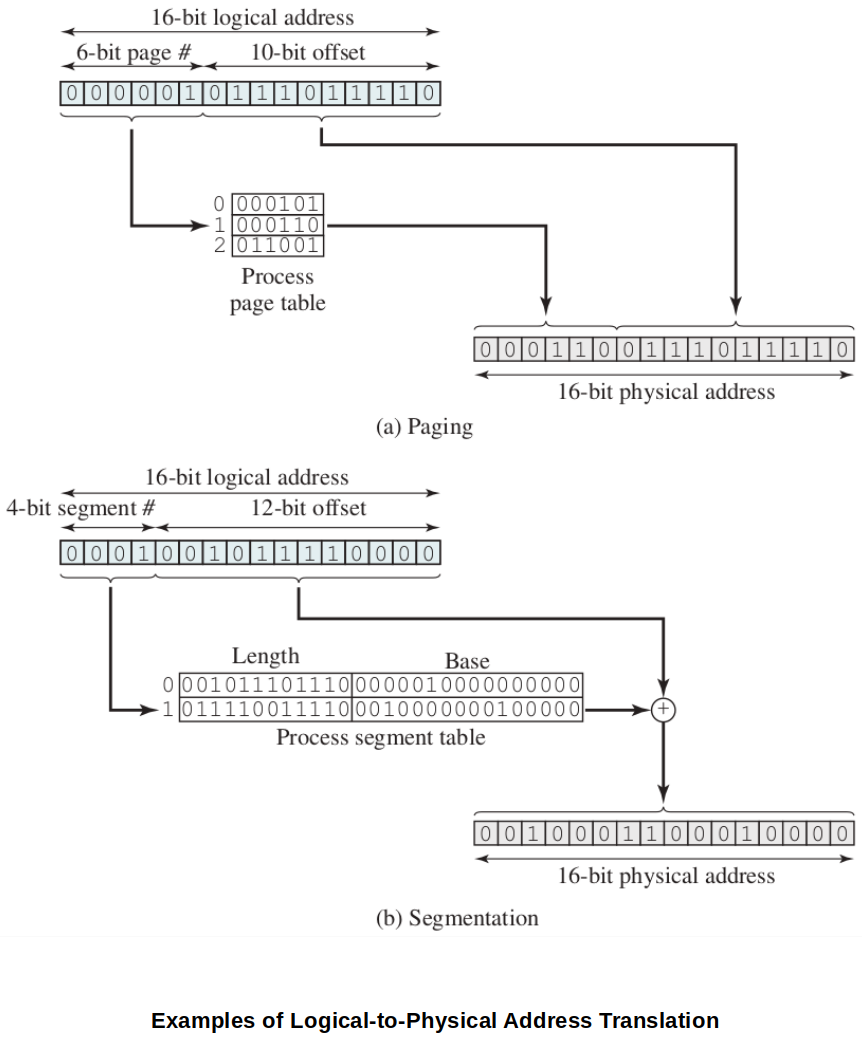 16-bit logical address
6-bit page # 10-bit offset
0 0 0 0 0 1 0 1 1 1 0 1 1 1 1 0
0 000101
1 000110
2 011001
Process
page table
0 0 0 1 1 0 0 1 1 1 0 1 1 1 1 0
16-bit physical address
(a) Paging
16-bit logical address
4-bit segment # 12-bit offset
0 0 0 1 0 0 1 0 1 1 1 1 0 0 0 0
Length Base
0 001011101110 0000010000000000
1 011110011110 0010000000100000
+
Process segment table
0 0 1 0 0 0 1 1 0 0 0 1 0 0 0 0
16-bit physical address
(b) Segmentation
Examples of Logical-to-Physical Address Translation